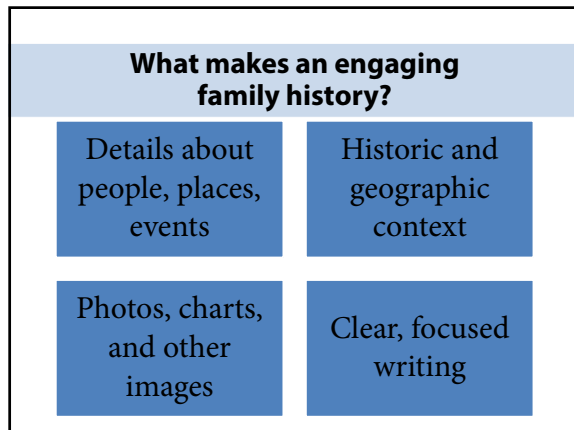 What makes an engaging
family history?
Details about
people, places,
events
Historic and
geographic
context
Photos, charts,
and other
images
Clear, focused
writing